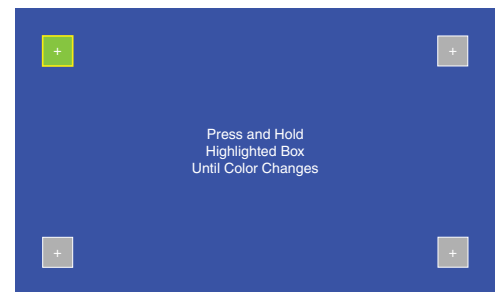 + +
Press and Hold
Highlighted Box
Until Color Changes
+ +